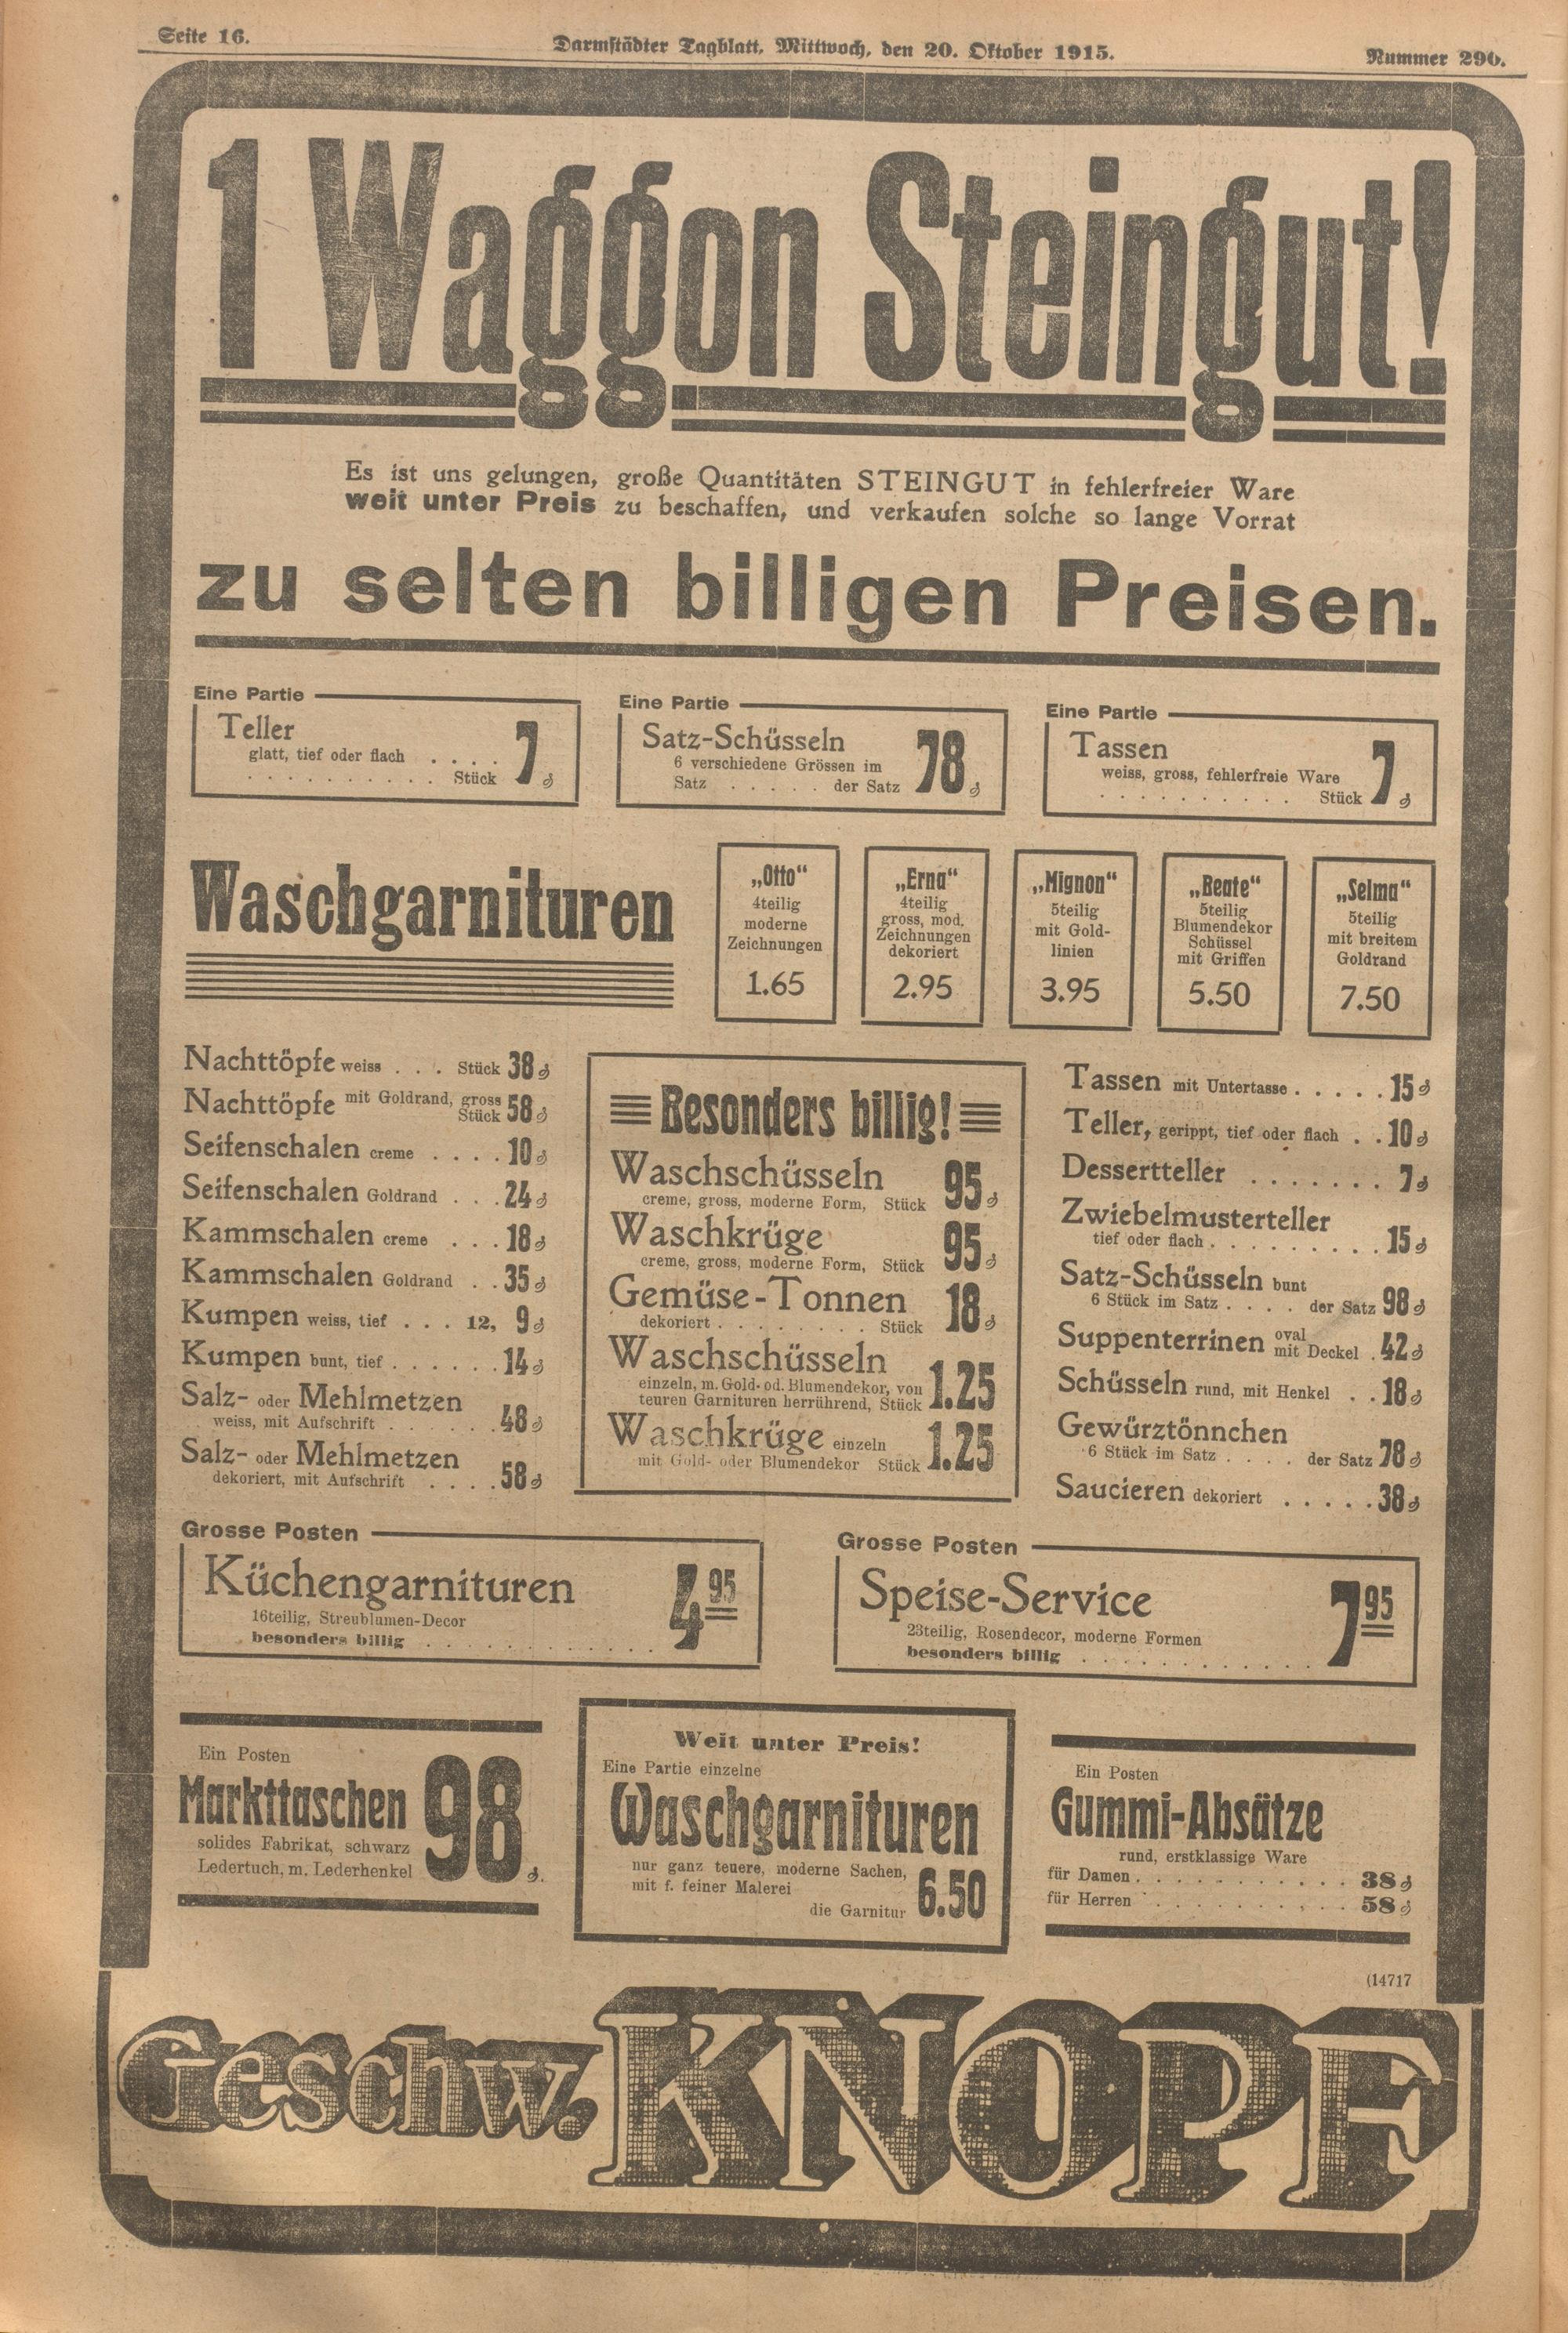 Seite 16.
Darmstädter Tagblatt, Mittwoch, den 20. Oktober 1915.
Nummer 290.
1 Waggon Steingut!
Es ist uns gelungen, große Quantitäten STEINGUT in fehlerfreier Ware
weit unter Preis zu beschaffen, und verkaufen solche so lange Vorrat
zu selten billigen Preisen.
Eine Partie
Teller
glatt, tief oder flach . . . .
. . . . . . . . . . Stück 7 ₰
Eine Partie
Satz-Schüsseln
6 verschiedene Grössen im
Satz . . . . . der Satz 78 ₰
Eine Partie
Tassen
weiss, gross, fehlerfreie Ware
. . . . . . . . . . Stück 7 ₰
Waschgarnituren
„Otto“
4teilig
moderne
Zeichnungen
1.65
„Erna“
4teilig
gross, mod.
Zeichnungen
dekoriert
2.95
„Mignon“
5teilig
mit Gold-
linien
3.95
„Beate“
5teilig
Blumendekor
Schüssel
mit Griffen
5.50
„Selma“
5teilig
mit breitem
Goldrand
7.50
Nachttöpfe weiss . . . Stück 38 ₰
Nachttöpfe mit Goldrand, gross
Stück 58 ₰
Seifenschalen creme . . . . 10 ₰
Seifenschalen Goldrand . . . 24 ₰
Kammschalen creme . . . 18 ₰
Kammschalen Goldrand . . 35 ₰
Kumpen weiss, tief . . . 12, 9 ₰
Kumpen bunt, tief . . . . . . 14 ₰
Salz- oder Mehlmetzen
weiss, mit Aufschrift . . . . . . 48 ₰
Salz- oder Mehlmetzen
dekoriert, mit Aufschrift . . . . 58 ₰
Besonders billig!
Waschschüsseln
creme, gross, moderne Form, Stück 95 ₰
Waschkrüge
creme, gross, moderne Form, Stück 95 ₰
Gemüse-Tonnen
dekoriert . . . . . . . . Stück 18 ₰
Waschschüsseln
einzeln, m. Gold- od. Blumendekor, von
teuren Garnituren herrührend, Stück 1.25
Waschkrüge einzeln
mit Gold- oder Blumendekor Stück 1.25
Tassen mit Untertasse . . . . . 15 ₰
Teller, gerippt, tief oder flach . . 10 ₰
Dessertteller . . . . . . . 7 ₰
Zwiebelmusterteller
tief oder flach . . . . . . . . . 15 ₰
Satz-Schüsseln bunt
6 Stück im Satz . . . . der Satz 98 ₰
Suppenterrinen oval
mit Deckel . 42 ₰
Schüsseln rund, mit Henkel . . 18 ₰
Gewürztönnchen
6 Stück im Satz . . . . der Satz 78 ₰
Saucieren dekoriert . . . . . 38 ₰
Grosse Posten
Küchengarnituren
16teilig, Streublumen-Decor
besonders billig . . . . . . . . . . . . 4 95
Grosse Posten
Speise-Service
23teilig, Rosendecor, moderne Formen
besonders billig . . . . . . . . . . . . 7 95
Ein Posten
Markttaschen
solides Fabrikat, schwarz
Ledertuch, m. Lederhenkel 98 ₰.
Weit unter Preis!
Eine Partie einzelne
Waschgarnituren
nur ganz teuere, moderne Sachen,
mit f. feiner Malerei
die Garnitur 6.50
Ein Posten
Gummi-Absätze
rund, erstklassige Ware
für Damen . . . . . . . . . . . 38 ₰
für Herren . . . . . . . . . . 58 ₰
(14717
Geschw. KNOPF